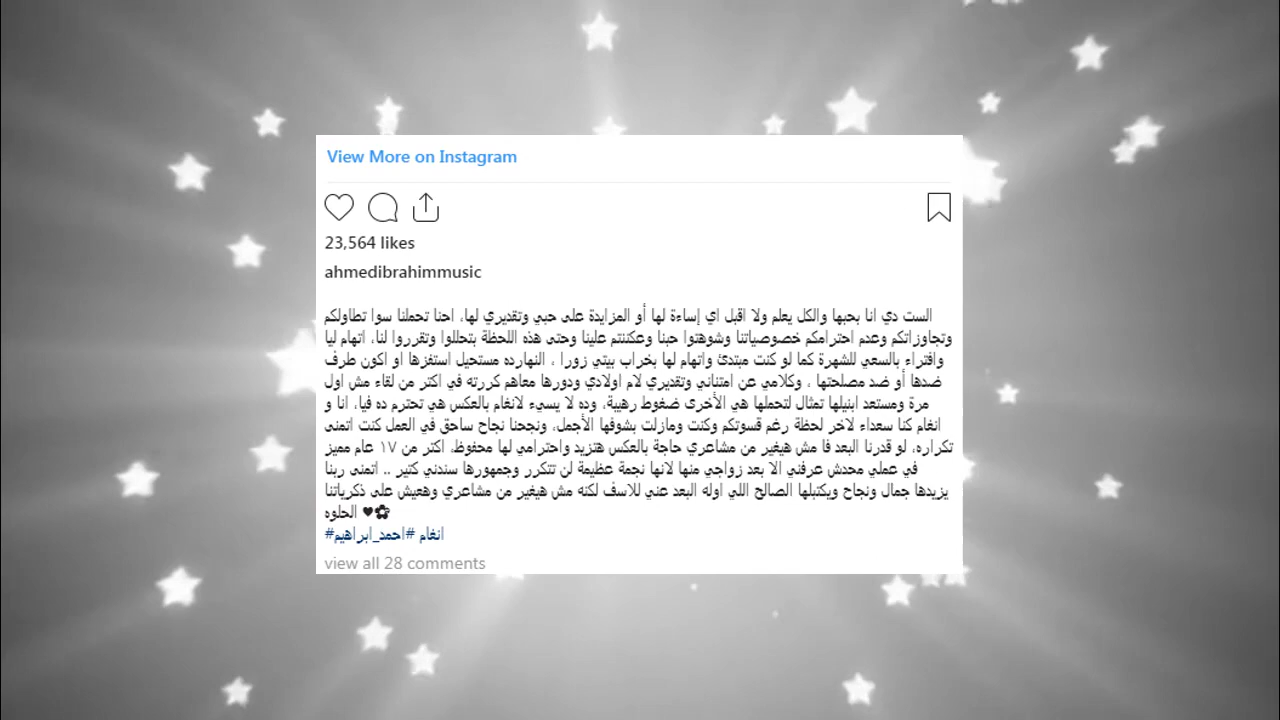 View More on Instagram
23,564 likes
ahmedibrahimmusic
الست دي انا بحبها والكل يعلم ولا اقبل اي إساءة لها أو المزايدة على حبي وتقديري لها، احنا تحملنا سوا تطاولكم
وتجاوزاتكم وعدم احترامكم خصوصياتنا وشوهتوا حبنا وعكننتم علينا وحتى هذه اللحظة بتحللوا وتقرروا لنا، اتهام ليا
وافتراء بالسعي للشهرة كما لو كنت مبتدئ واتهام لها بخراب بيتي زورا ، النهارده مستحيل استفزها او اكون طرف
ضدها أو ضد مصلحتها ، وكلامي عن امتناني وتقديري لام اولادي ودورها معاهم كررته في اكتر من لقاء مش اول
مرة ومستعد ابنيلها تمثال لتحملها هي الأخرى ضغوط رهيبة، وده لا يسيء لانغام بالعكس هي تحترم ده فيا، انا و
انغام كنا سعداء لاخر لحظة رغم قسوتكم وكنت ومازلت بشوفها الأجمل، ونجحنا نجاح ساحق في العمل كنت اتمنى
تكراره، لو قدرنا البعد فا مش هيغير من مشاعري حاجة بالعكس هتزيد واحترامي لها محفوظ، اكتر من ١٧ عام مميز
في عملي محدش عرفني الا بعد زواجي منها لانها نجمة عظيمة لن تتكرر وجمهورها سندني كتير .. اتمنى ربنا
يزيدها جمال ونجاح ويكتبلها الصالح اللي اوله البعد عني للاسف لكنه مش هيغير من مشاعري وهعيش على ذكرياتنا
الحلوه ♥✿
#انغام #احمد_ابراهيم
view all 28 comments